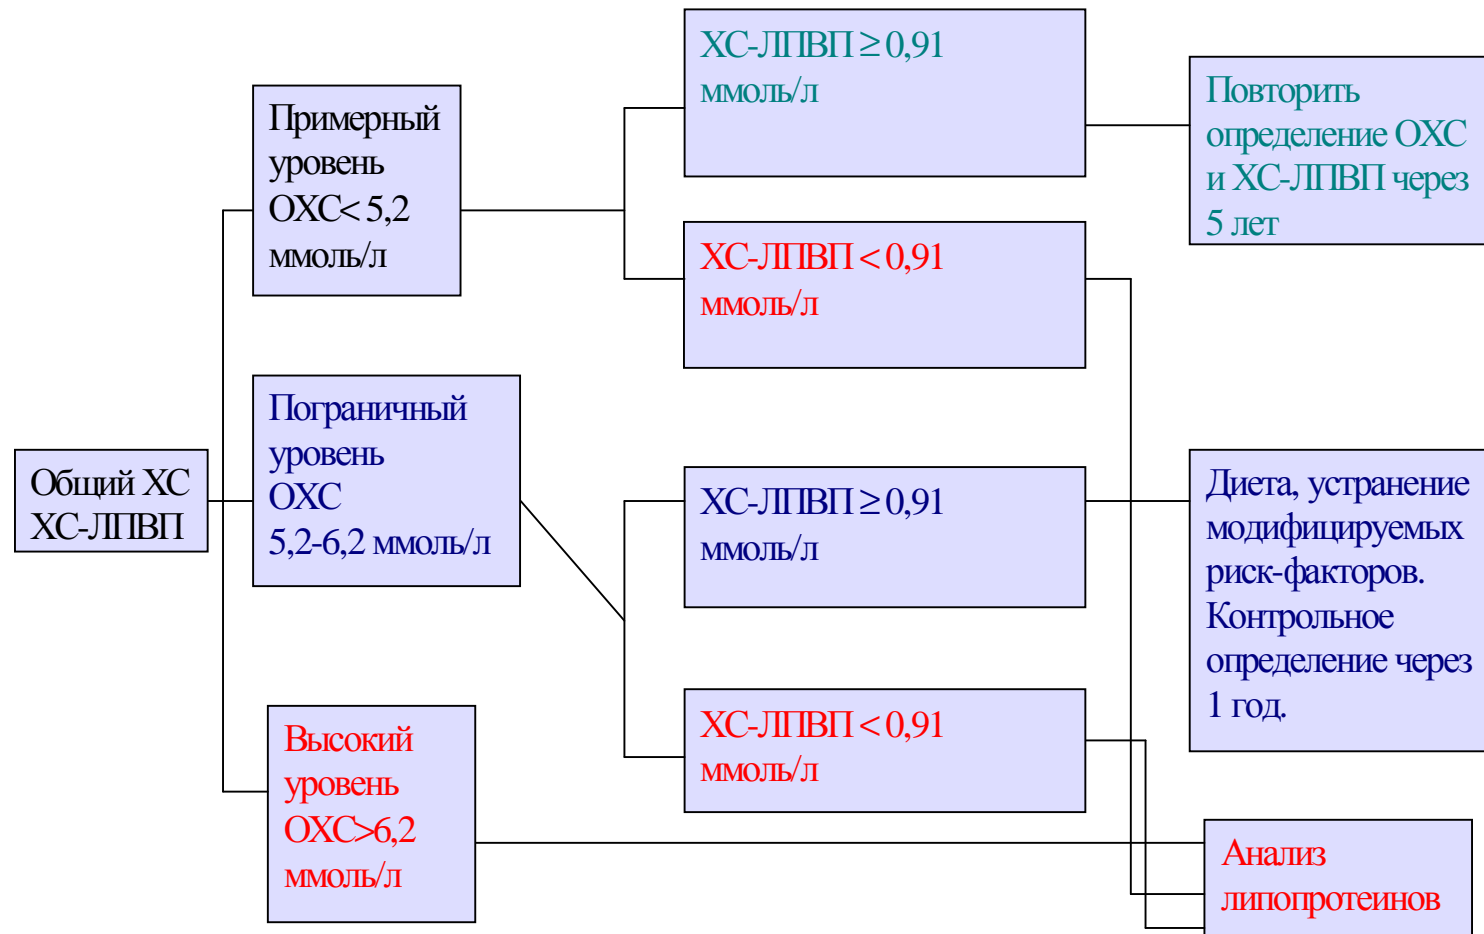 Общий ХС
ХС-ЛПВП
Примерный
уровень
ОХС< 5,2
ммоль/л
Пограничный
уровень
ОХС
5,2-6,2 ммоль/л
Высокий
уровень
ОХС>6,2
ммоль/л
ХС-ЛПВП ≥ 0,91
ммоль/л
ХС-ЛПВП < 0,91
ммоль/л
ХС-ЛПВП ≥ 0,91
ммоль/л
ХС-ЛПВП < 0,91
ммоль/л
Повторить
определение ОХС
и ХС-ЛПВП через
5 лет
Диета, устранение
модифицируемых
риск-факторов.
Контрольное
определение через
1 год.
Анализ
липопротеинов